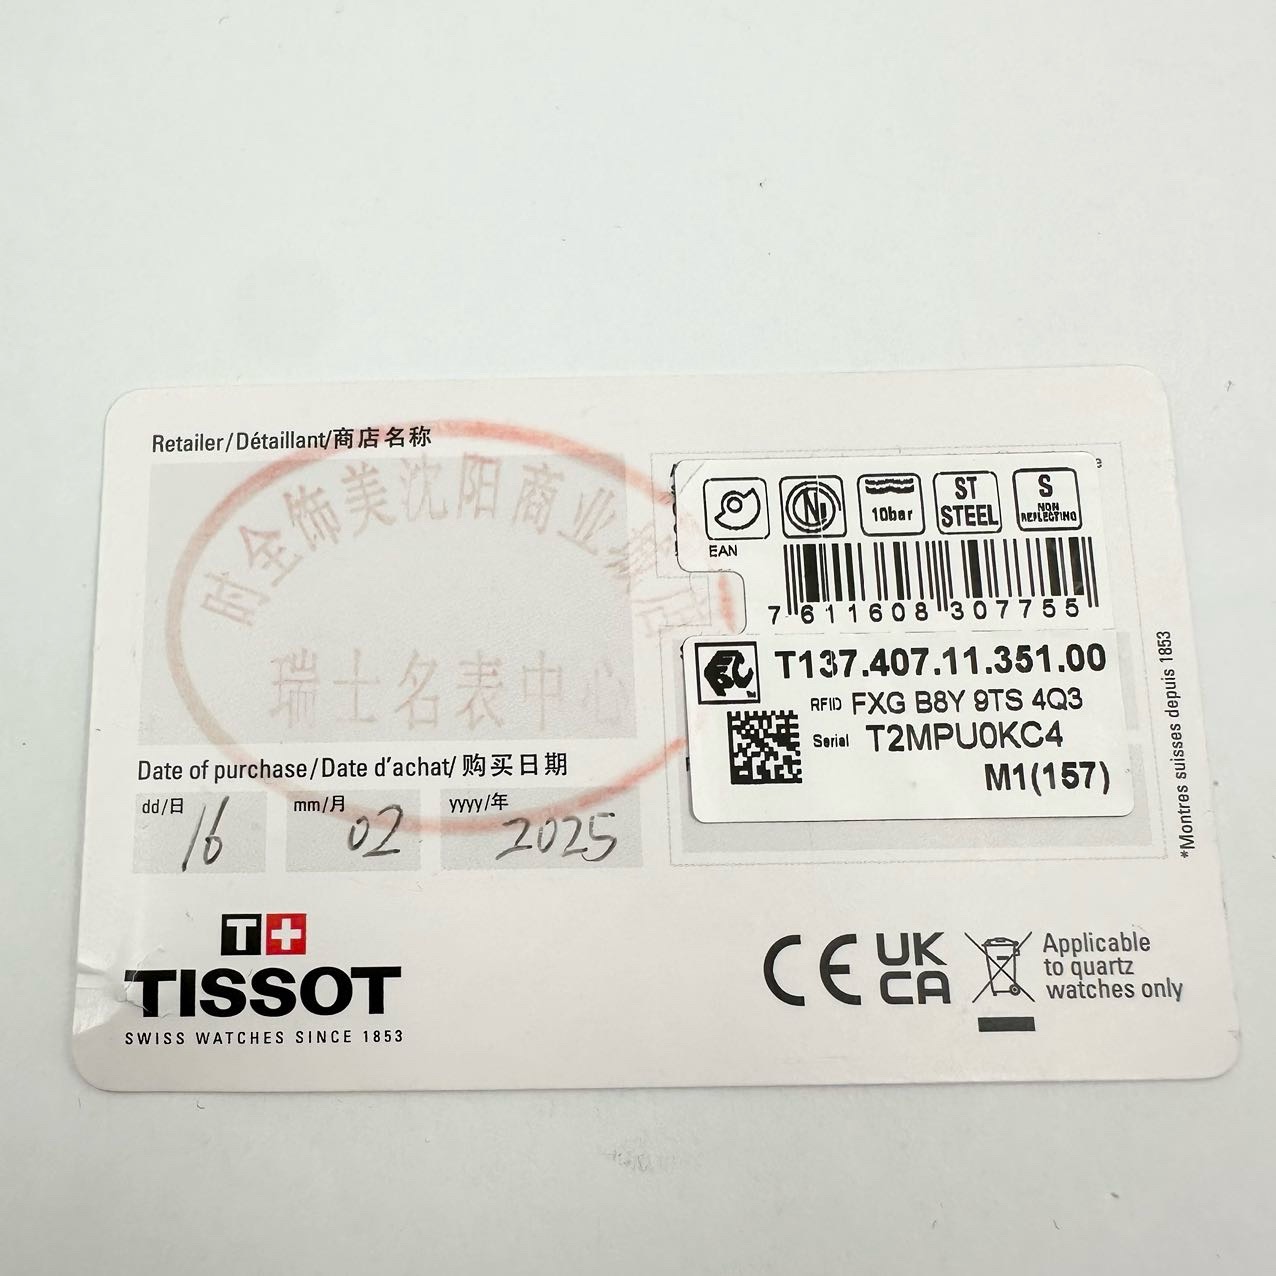 Retailer/Détaillant/商店名称
时全饰美沈阳商业城店
瑞士名表中心
Date of purchase/Date d'achat/购买日期
dd/日
16
mm/月
02
yyyy/年
2025
10bar
ST
STEEL
S
NON
REFLECTING
EAN
7 611608 307755
T137.407.11.351.00
RFID FXG B8Y 9TS 4Q3
Serial T2MPU0KC4
M1(157)
*Montres suisses depuis 1853
T+
TISSOT
SWISS WATCHES SINCE 1853
CE
UK
CA
Applicable
to quartz
watches only